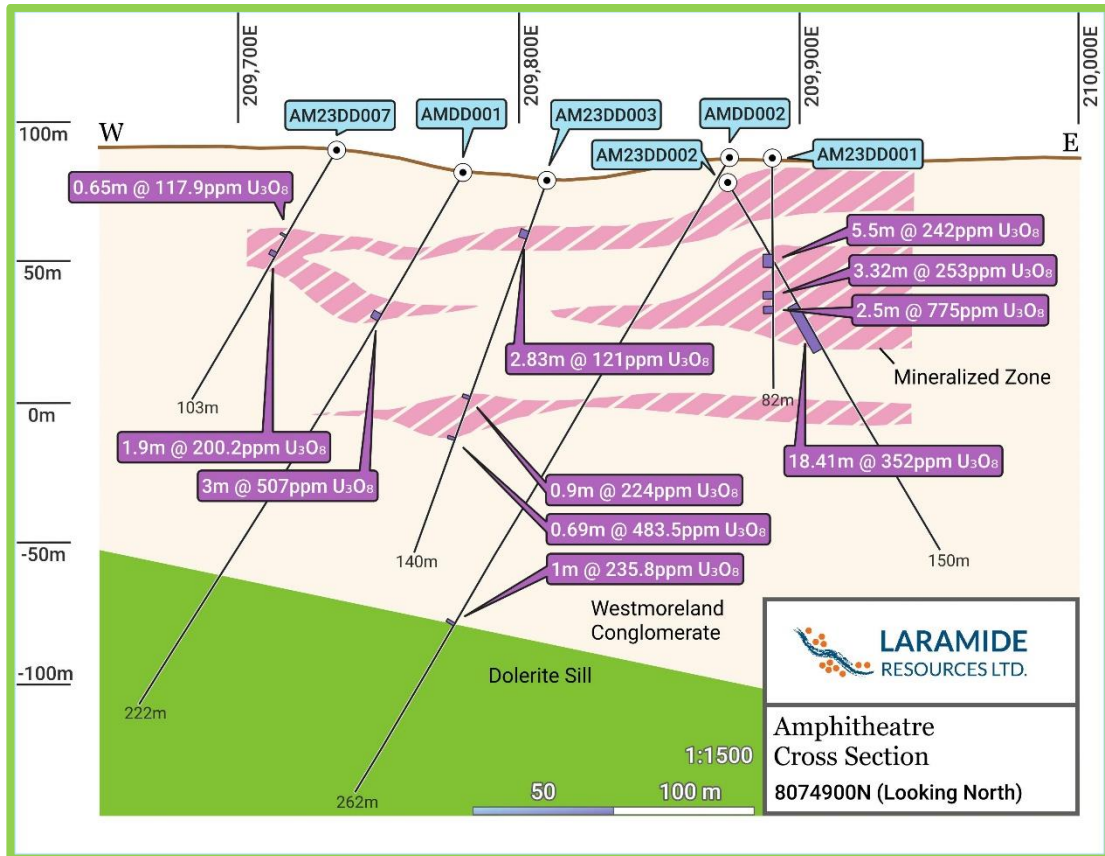 209,700E
209,800E
209,900E
210,000E
100m
W
AM23DD007
AMDD001
AM23DD003
AMDD002
AM23DD002
AM23DD001
E
0.65m @ 117.9ppm U₃O₈
5.5m @ 242ppm U₃O₈
50m
3.32m @ 253ppm U₃O₈
2.5m @ 775ppm U₃O₈
2.83m @ 121ppm U₃O₈
Mineralized Zone
103m
82m
0m
1.9m @ 200.2ppm U₃O₈
18.41m @ 352ppm U₃O₈
3m @ 507ppm U₃O₈
0.9m @ 224ppm U₃O₈
0.69m @ 483.5ppm U₃O₈
-50m
140m
150m
1m @ 235.8ppm U₃O₈
Westmoreland
Conglomerate
Dolerite Sill
-100m
222m
262m
1:1500
50
100 m
LARAMIDE
RESOURCES LTD.
Amphitheatre
Cross Section
8074900N (Looking North)